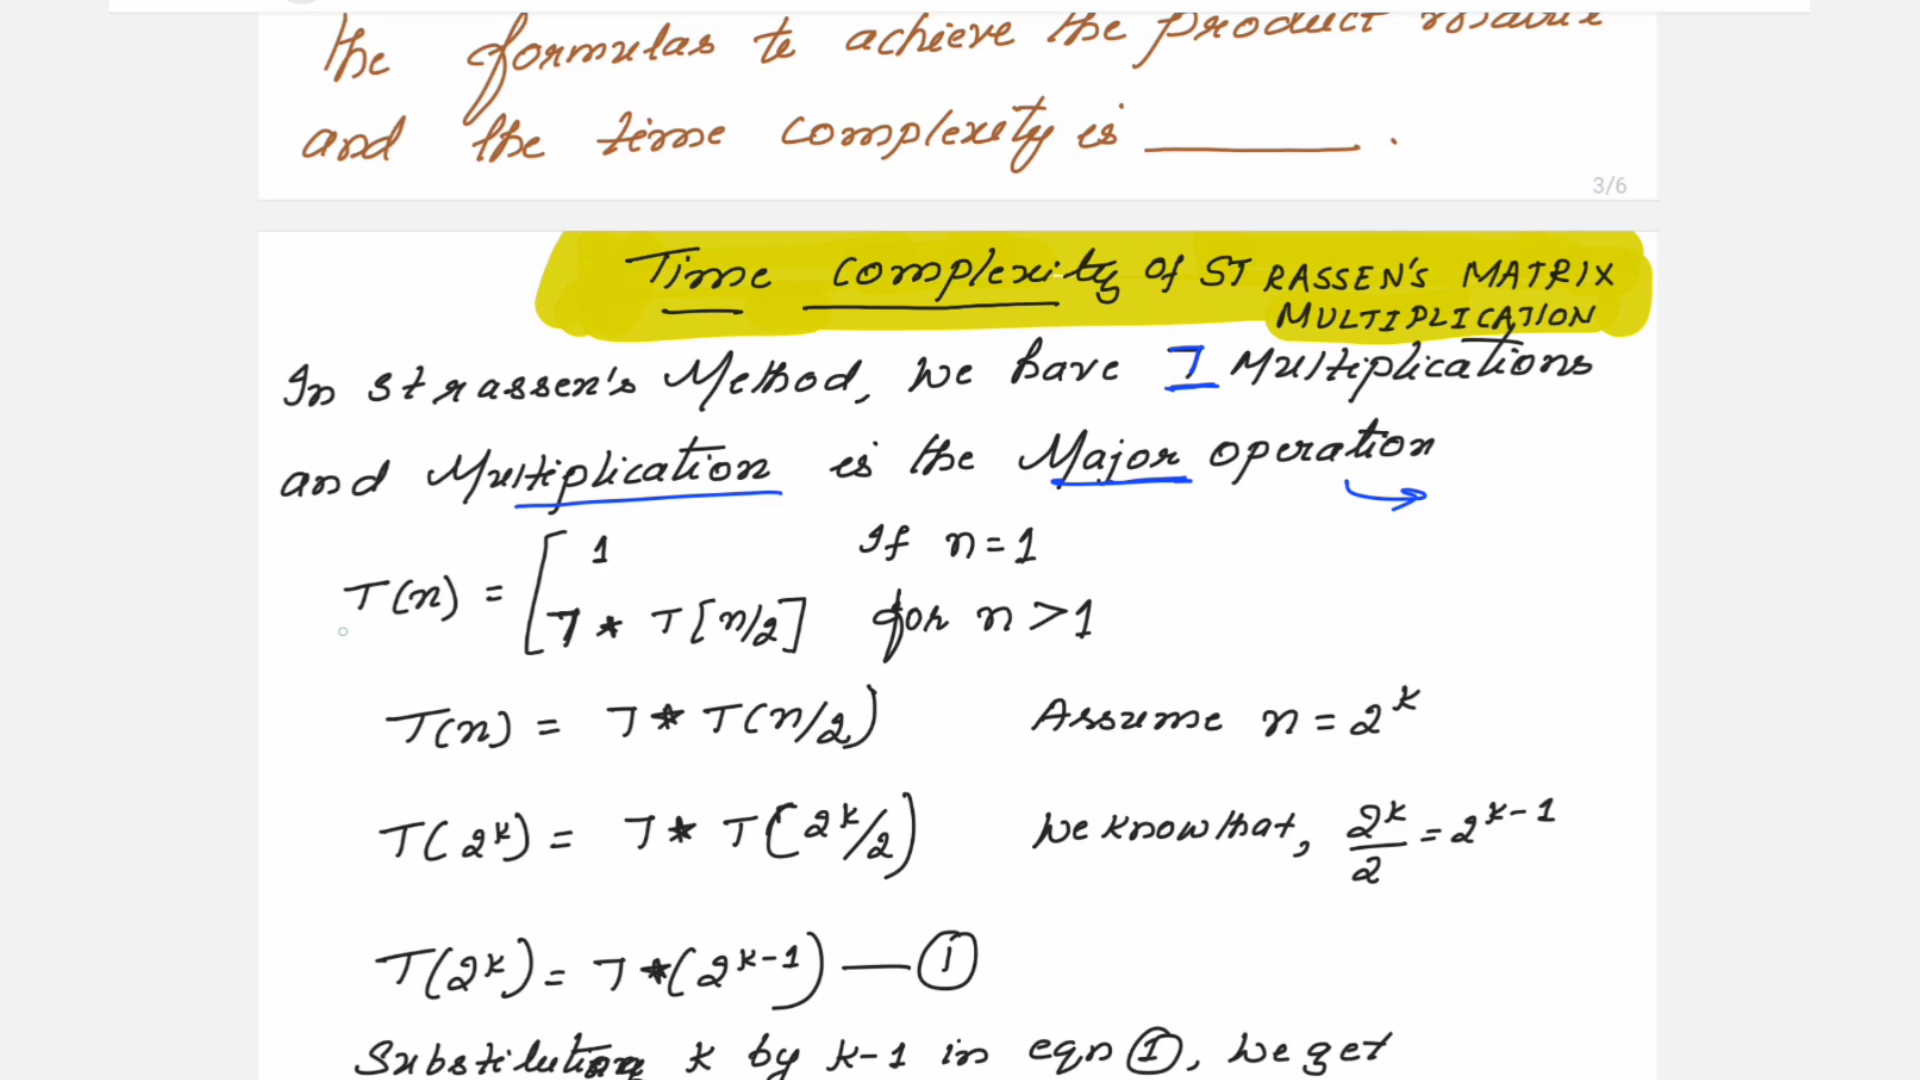 the formulas to achieve the product
and the time complexity is ______ .
3/6
Time complexity of STRASSEN'S MATRIX
MULTIPLICATION
In strassen's Method, we have 7 Multiplications
and Multiplication is the Major operation
T(n) = [ 1 If n=1
7 * T[n/2] for n>1
T(n) = 7 * T(n/2) Assume n = 2^k
T(2^k) = 7 * T(2^k/2) We know that, 2^k/2 = 2^k-1
T(2^k) = 7 * (2^k-1) — ①
Substituting k by k-1 in eqn ①, we get